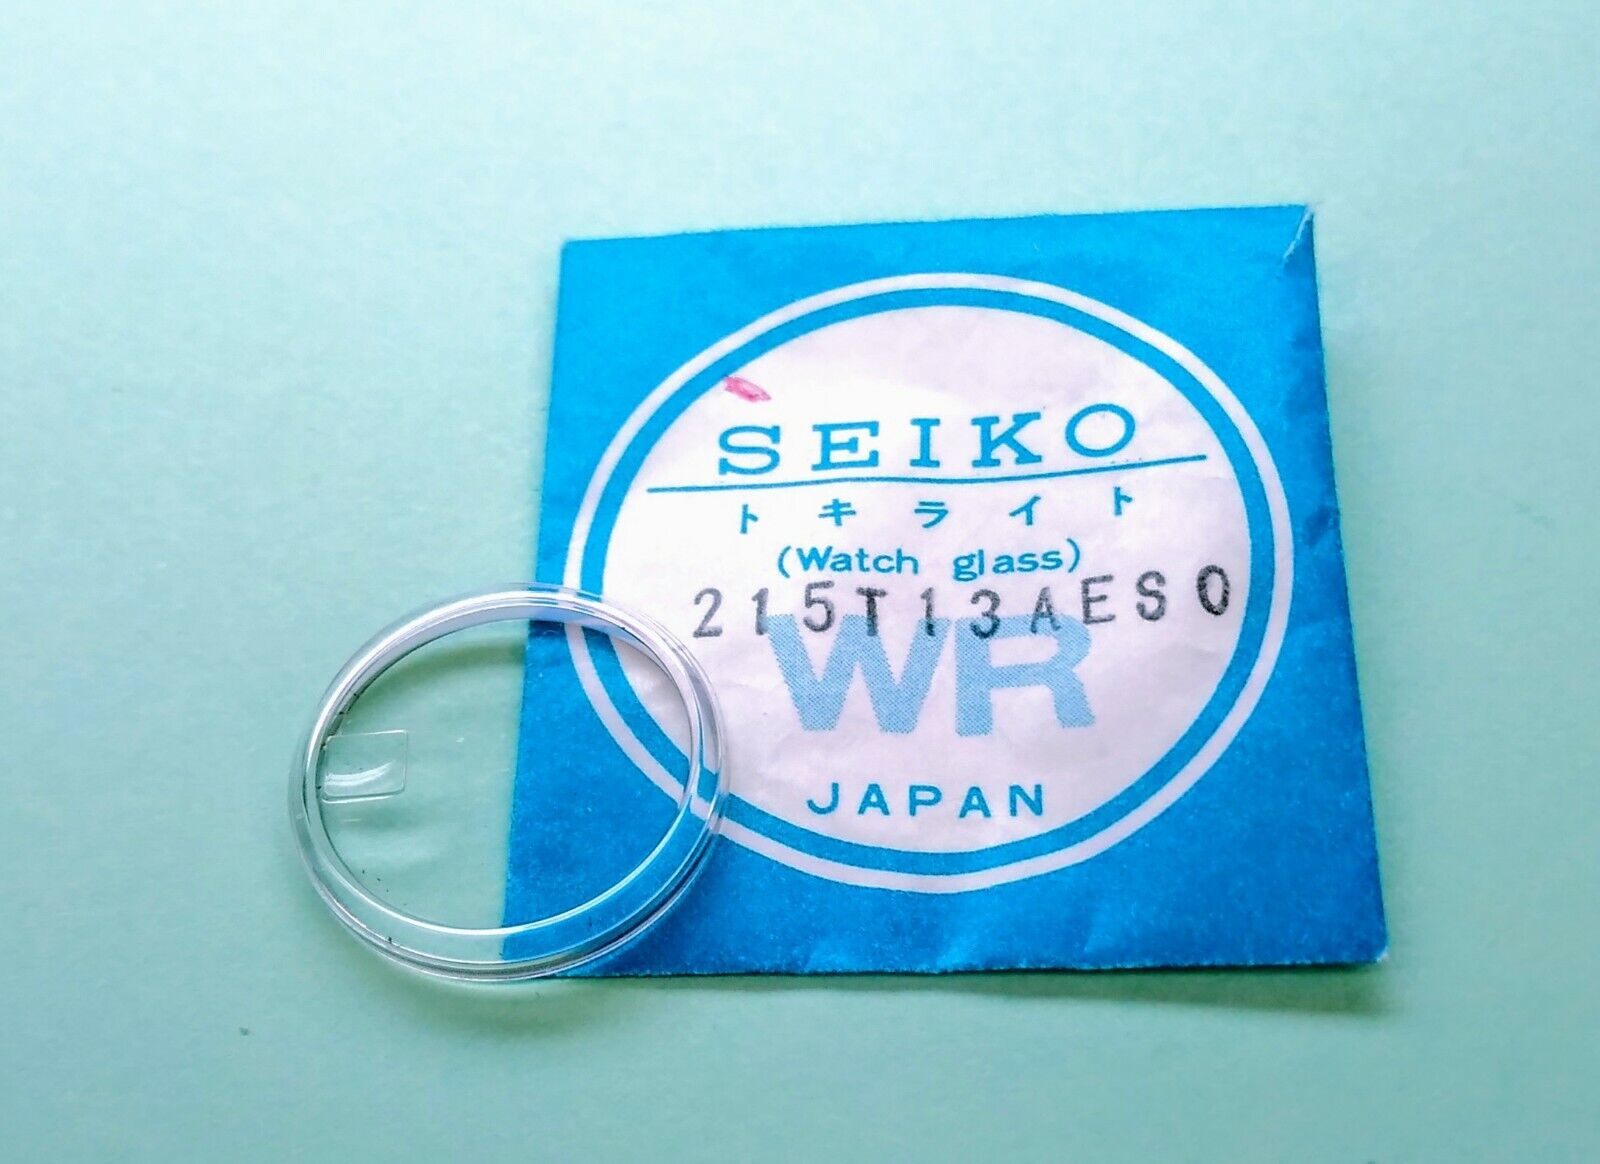 SEIKO
トキライト
(Watch glass)
215T13AES0
WR
JAPAN